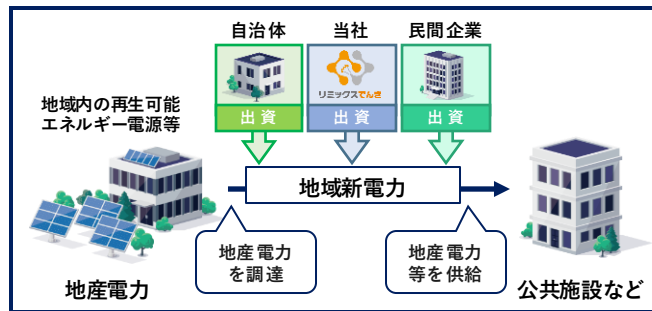 自治体
当社
民間企業
リミックスでんき
出資
出資
出資
地域内の再生可能
エネルギー電源等
地域新電力
地産電力
を調達
地産電力
等を供給
地産電力
公共施設など